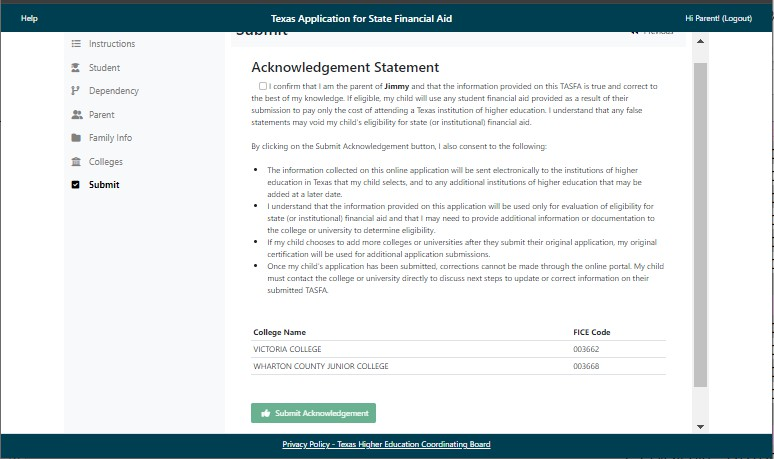 Help
Texas Application for State Financial Aid
Hi Parent! (Logout)
Submit
Previous
Instructions
Student
Dependency
Parent
Family Info
Colleges
Submit
Acknowledgement Statement
I confirm that I am the parent of Jimmy and that the information provided on this TASFA is true and correct to
the best of my knowledge. If eligible, my child will use any student financial aid provided as a result of their
submission to pay only the cost of attending a Texas institution of higher education. I understand that any false
statements may void my child's eligibility for state (or institutional) financial aid.
By clicking on the Submit Acknowledgement button, I also consent to the following:
• The information collected on this online application will be sent electronically to the institutions of higher
education in Texas that my child selects, and to any additional institutions of higher education that may be
added at a later date.
• I understand that the information provided on this application will be used only for evaluation of eligibility for
state (or institutional) financial aid and that I may need to provide additional information or documentation to
the college or university to determine eligibility.
• If my child chooses to add more colleges or universities after they submit their original application, my original
certification will be used for additional application submissions.
• Once my child's application has been submitted, corrections cannot be made through the online portal. My child
must contact the college or university directly to discuss next steps to update or correct information on their
submitted TASFA.
College Name FICE Code
VICTORIA COLLEGE 003662
WHARTON COUNTY JUNIOR COLLEGE 003668
Submit Acknowledgement
Privacy Policy - Texas Higher Education Coordinating Board